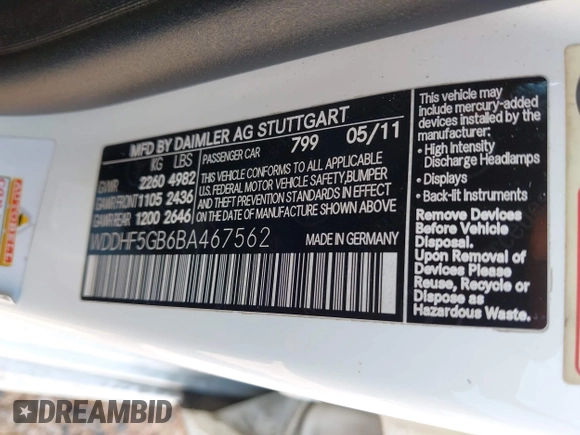 MFD BY DAIMLER AG STUTTGART
KG LBS PASSENGER CAR 799 05/11
GVWR 2260 4982
GAWR FRONT 1105 2436
GAWR REAR 1200 2646
THIS VEHICLE CONFORMS TO ALL APPLICABLE
U.S. FEDERAL MOTOR VEHICLE SAFETY, BUMPER
AND THEFT PREVENTION STANDARDS IN EFFECT
ON THE DATE OF MANUFACTURE SHOWN ABOVE.
WDDHF5GB6BA467562 MADE IN GERMANY
This vehicle may
include mercury-added
devices installed by
manufacturer:
• High Intensity
Discharge Headlamps
• Displays
• Back-lit Instruments
Remove Devices
Before Vehicle
Disposal.
Upon Removal of
Devices Please
Reuse, Recycle or
Dispose as
Hazardous Waste.
DREAMBID